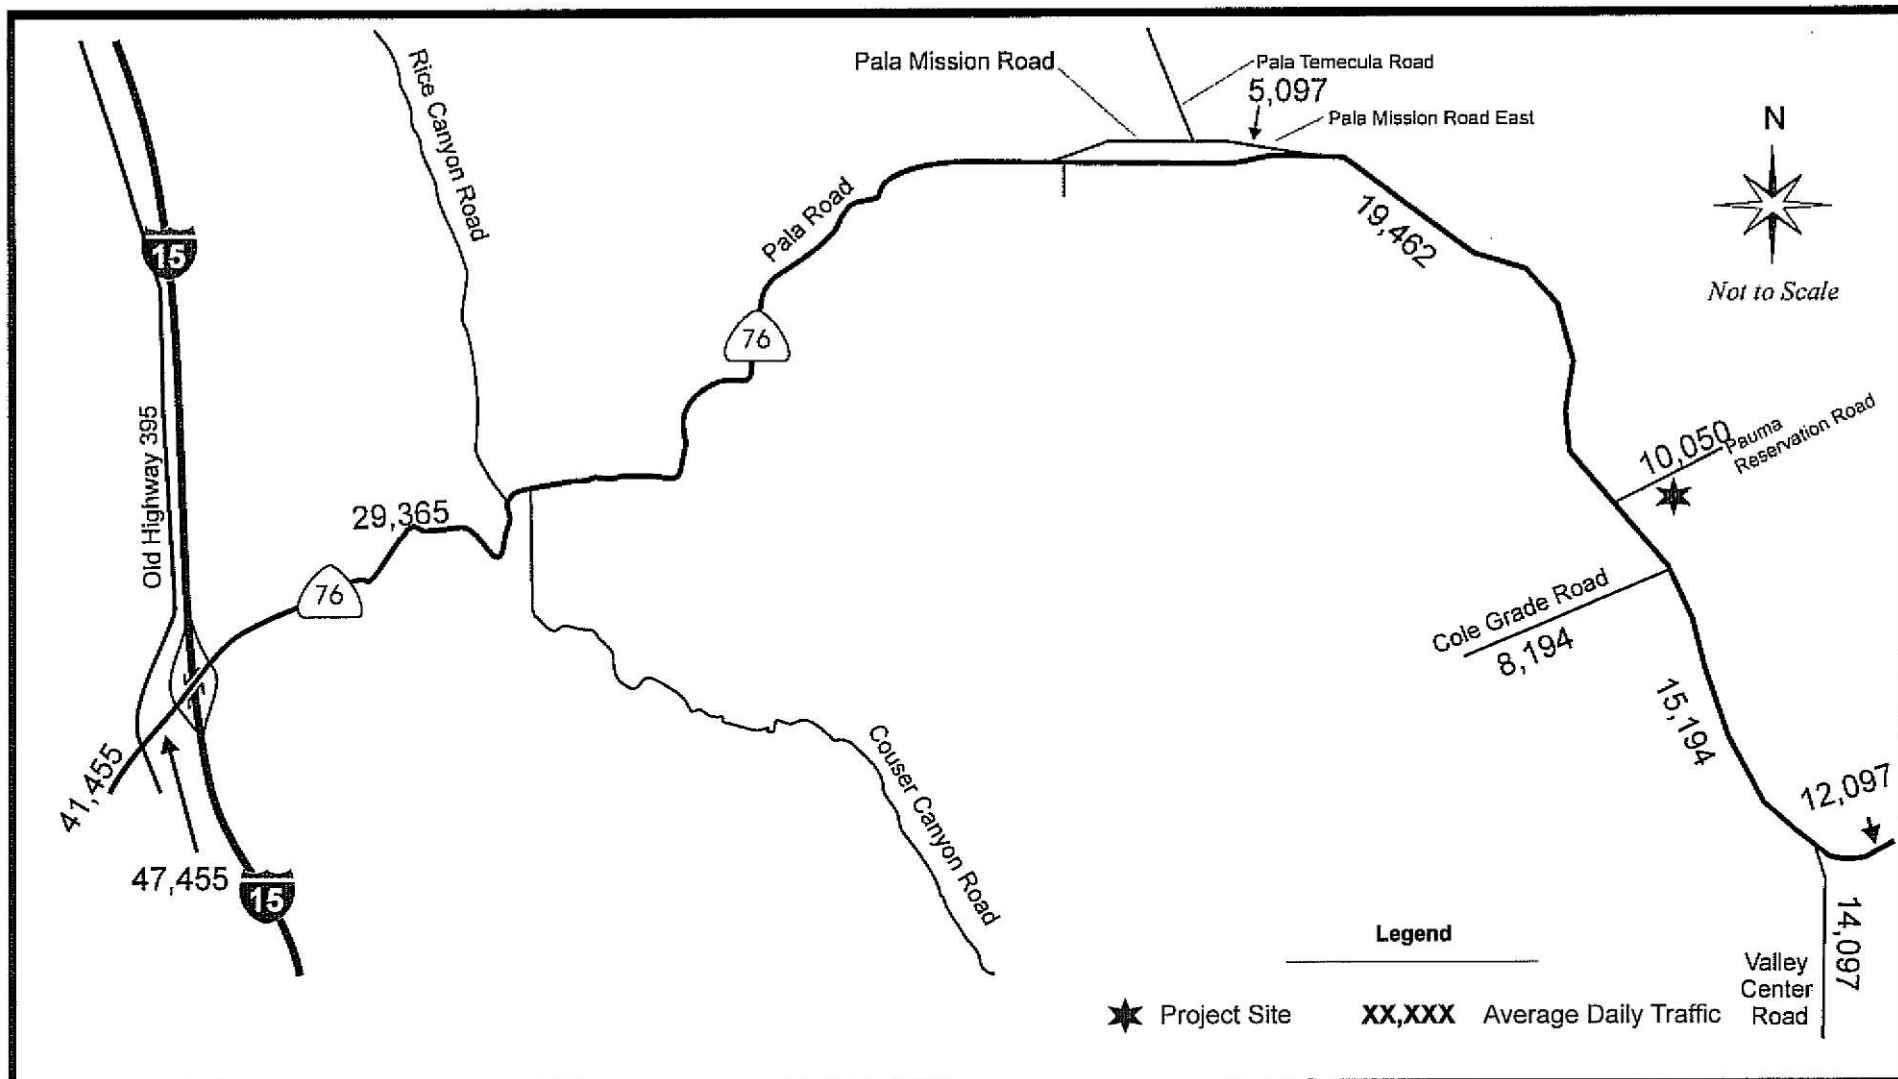 Rice Canyon Road
Pala Mission Road
Pala Temecula Road
5,097
Pala Mission Road East
N
Not to Scale
15
Pala Road
19,462
76
Old Highway 395
29,365
76
10,050
Pauma
Reservation Road
Cole Grade Road
8,194
15,194
41,455
47,455
15
Couser Canyon Road
12,097
14,097
Valley
Center
Road
Legend
Project Site
XX,XXX Average Daily Traffic